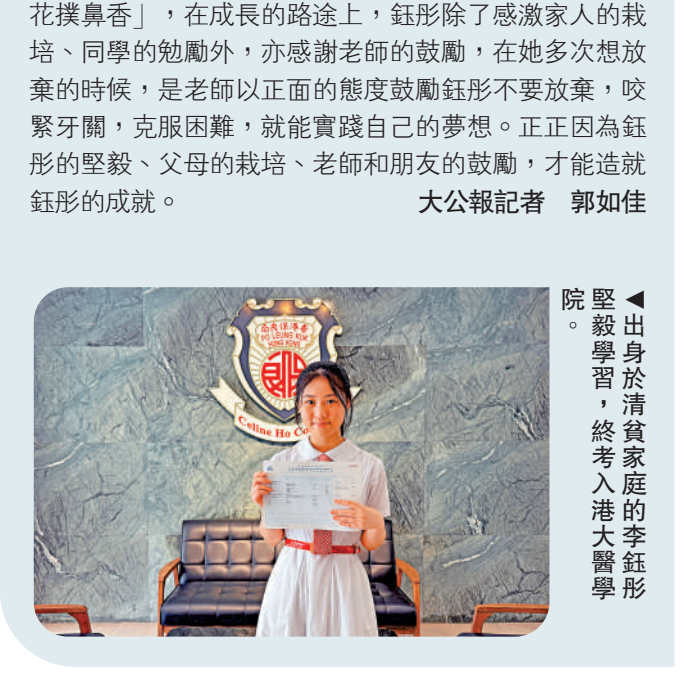 花撲鼻香」，在成長的路途上，鈺彤除了感激家人的栽
培、同學的勉勵外，亦感謝老師的鼓勵，在她多次想放
棄的時候，是老師以正面的態度鼓勵鈺彤不要放棄，咬
緊牙關，克服困難，就能實踐自己的夢想。正正因為鈺
彤的堅毅、父母的栽培、老師和朋友的鼓勵，才能造就
鈺彤的成就。 大公報記者　郭如佳
◀出身於清貧家庭的李鈺彤
堅毅學習，終考入港大醫學
院。
PO LEUNG KUK
HONG KONG
Celine Ho Co